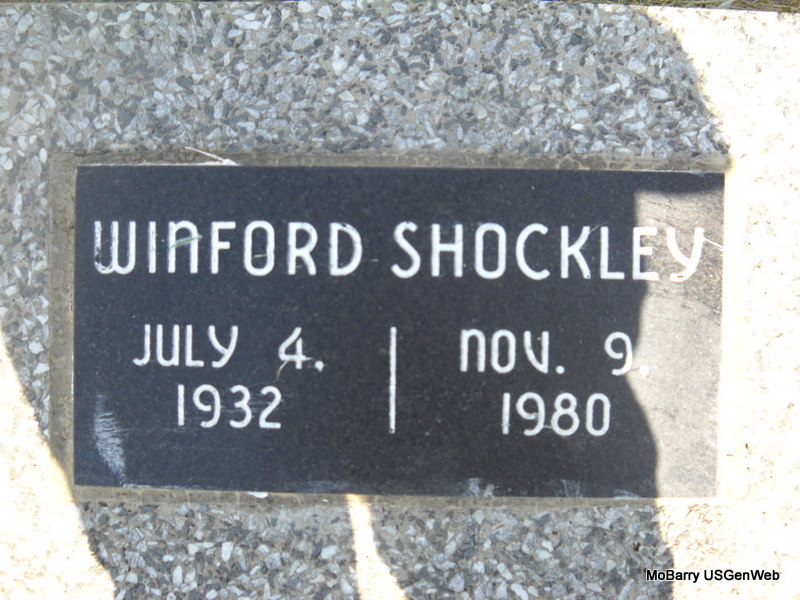 WINFORD SHOCKLEY
JULY 4, NOV. 9,
1932 1980
MoBarry USGenWeb